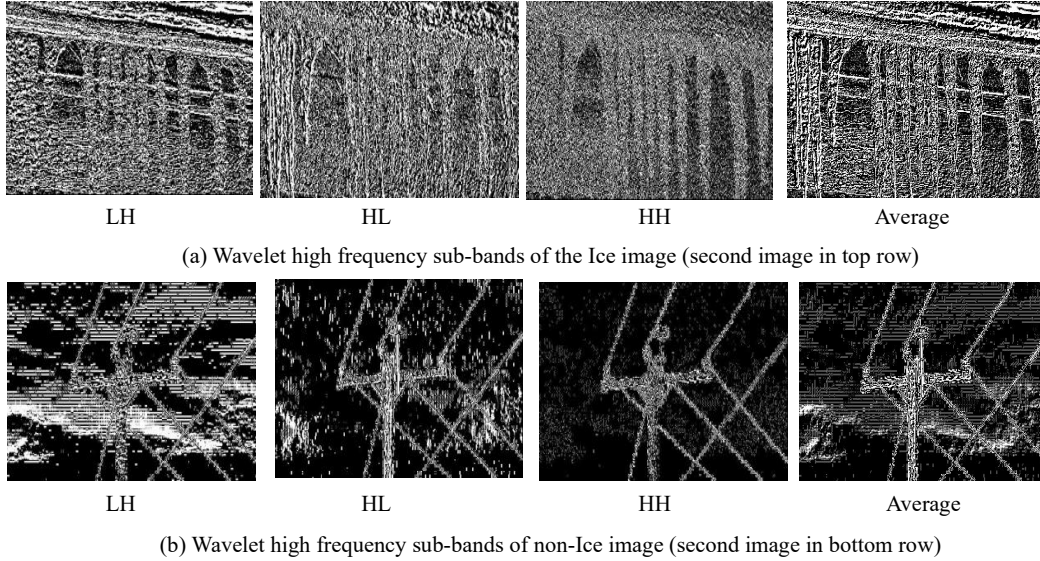 LH HL HH Average
(a) Wavelet high frequency sub-bands of the Ice image (second image in top row)
LH HL HH Average
(b) Wavelet high frequency sub-bands of non-Ice image (second image in bottom row)